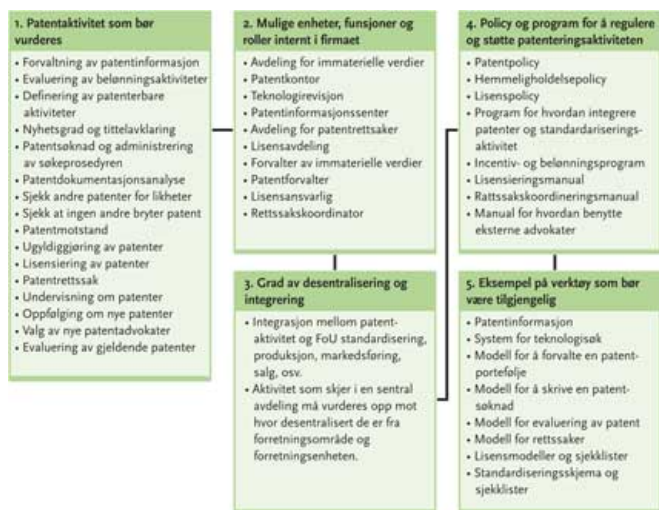 1. Patentaktivitet som bør
vurderes
• Forvaltning av patentinformasjon
• Evaluering av belønningsaktiviteter
• Definering av patenterbare
aktiviteter
• Nyhetsgrad og tittelavklaring
• Patentsøknad og administrering
av søkeprosedyren
• Patentdokumentasjonsanalyse
• Sjekk andre patenter for likheter
• Sjekk at ingen andre bryter patent
• Patentmotstand
• Ugyldiggjøring av patenter
• Lisensiering av patenter
• Patentrettssak
• Undervisning om patenter
• Oppfølging om nye patenter
• Valg av nye patentadvokater
• Evaluering av gjeldende patenter
2. Mulige enheter, funsjoner og
roller internt i firmaet
• Avdeling for immaterielle verdier
• Patentkontor
• Teknologirevisjon
• Patentinformasjonssenter
• Avdeling for patentrettsaker
• Lisensavdeling
• Forvalter av immaterielle verdier
• Patentforvalter
• Lisensansvarlig
• Rettssakskoordinator
3. Grad av desentralisering og
integrering
• Integrasjon mellom patent-
aktivitet og FoU standardisering,
produksjon, markedsføring,
salg, osv.
• Aktivitet som skjer i en sentral
avdeling må vurderes opp mot
hvor desentralisert de er fra
forretningsområde og
forretningsenheten.
4. Policy og program for å regulere
og støtte patenteringsaktiviteten
• Patentpolicy
• Hemmeligholdelsepolicy
• Lisenspolicy
• Program for hvordan integrere
patenter og standardariserings-
aktivitet
• Incentiv- og belønningsprogram
• Lisensieringsmanual
• Rattssakskoordineringsmanual
• Manual for hvordan benytte
eksterne advokater
5. Eksempel på verktøy som bør
være tilgjengelig
• Patentinformasjon
• System for teknologisøk
• Modell for å forvalte en patent-
portefølje
• Modell for å skrive en patent-
søknad
• Modell for evaluering av patent
• Modell for rettssaker
• Lisensmodeller og sjekklister
• Standardiseringsskjema og
sjekklister